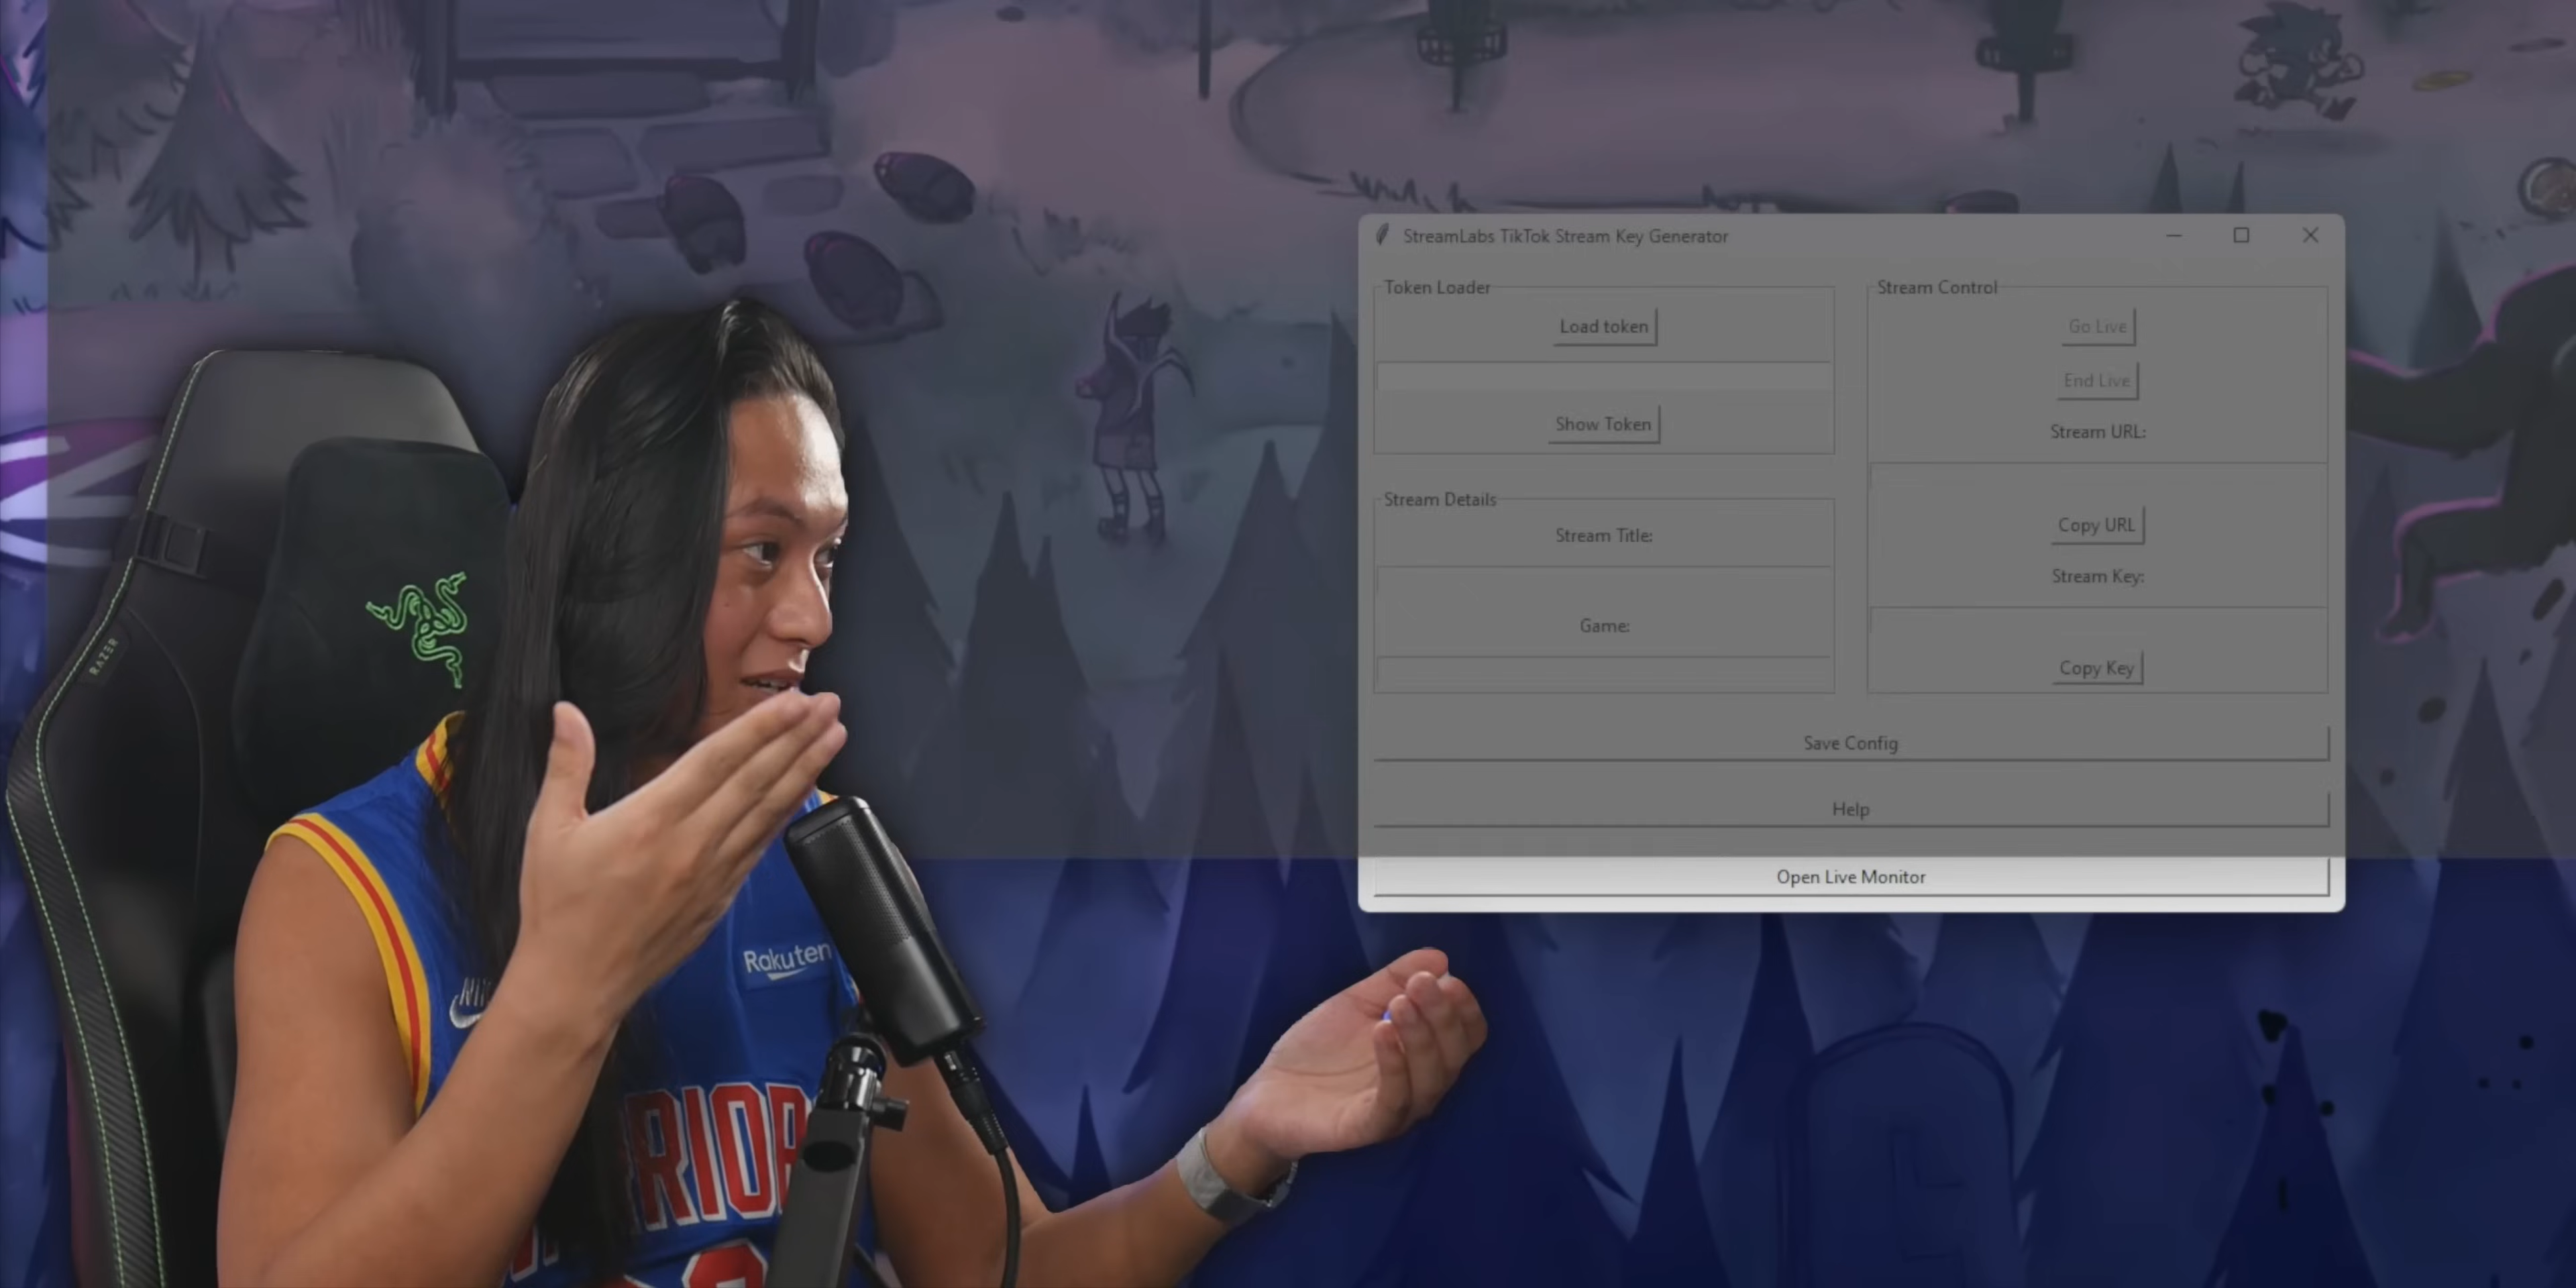 StreamLabs TikTok Stream Key Generator
Token Loader
Load token
Show Token
Stream Details
Stream Title:
Game:
Stream Control
Go Live
End Live
Stream URL:
Copy URL
Stream Key:
Copy Key
Save Config
Help
Open Live Monitor
RAZER
Rakuten